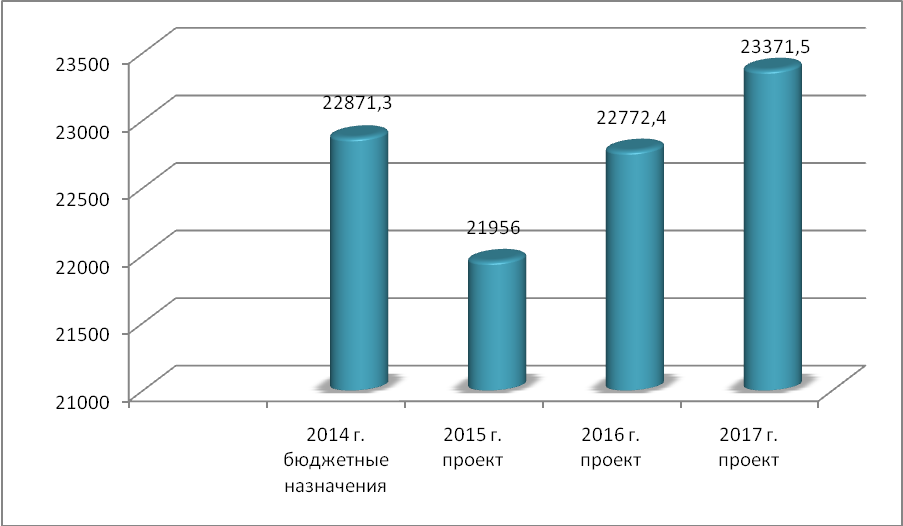 23500
23000
22500
22000
21500
21000
22871,3
21956
22772,4
23371,5
2014 г.
бюджетные
назначения
2015 г.
проект
2016 г.
проект
2017 г.
проект